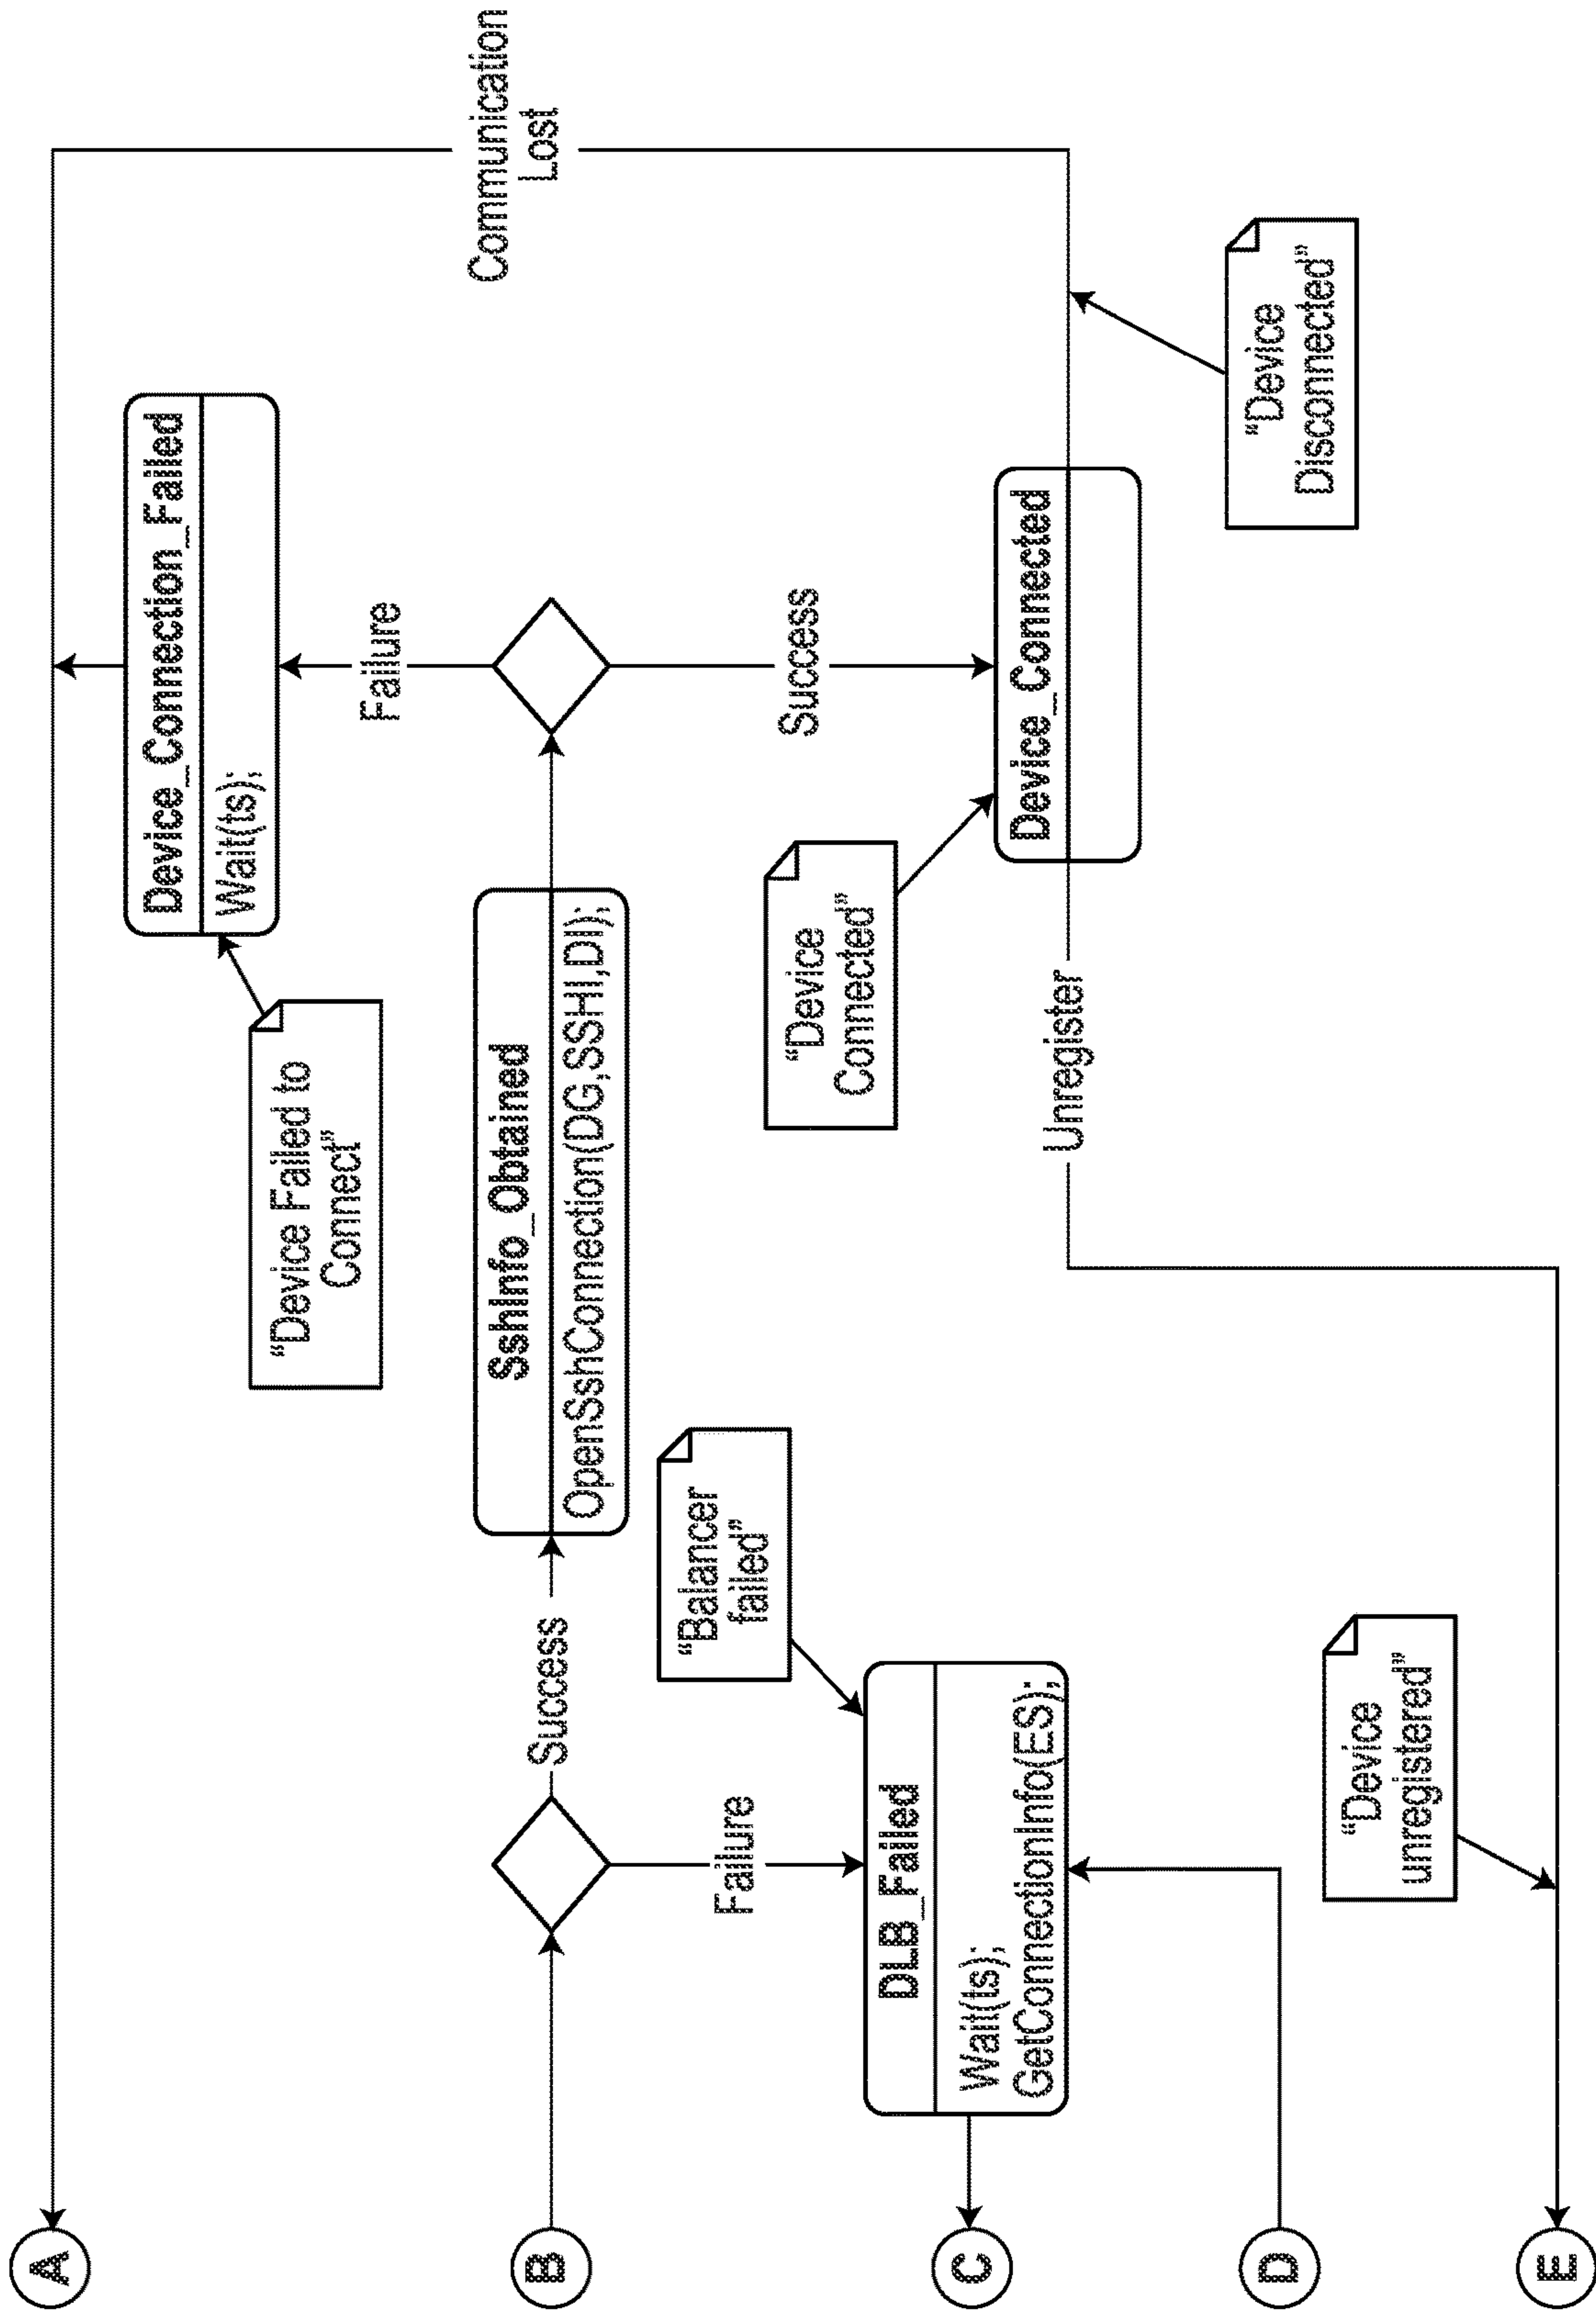 A
Communication
Lost
Device_Connection_Failed
Wait(ts);
Failure
“Device Failed to
Connect”
B
Success
SshInfo_Obtained
OpenSshConnection(DG,SSHI,DI);
Success
“Device
Connected”
Device_Connected
“Device
Disconnected”
Unregister
Failure
“Balancer
failed”
DLB_Failed
Wait(ts);
GetConnectionInfo(ES);
C
D
“Device
unregistered”
E